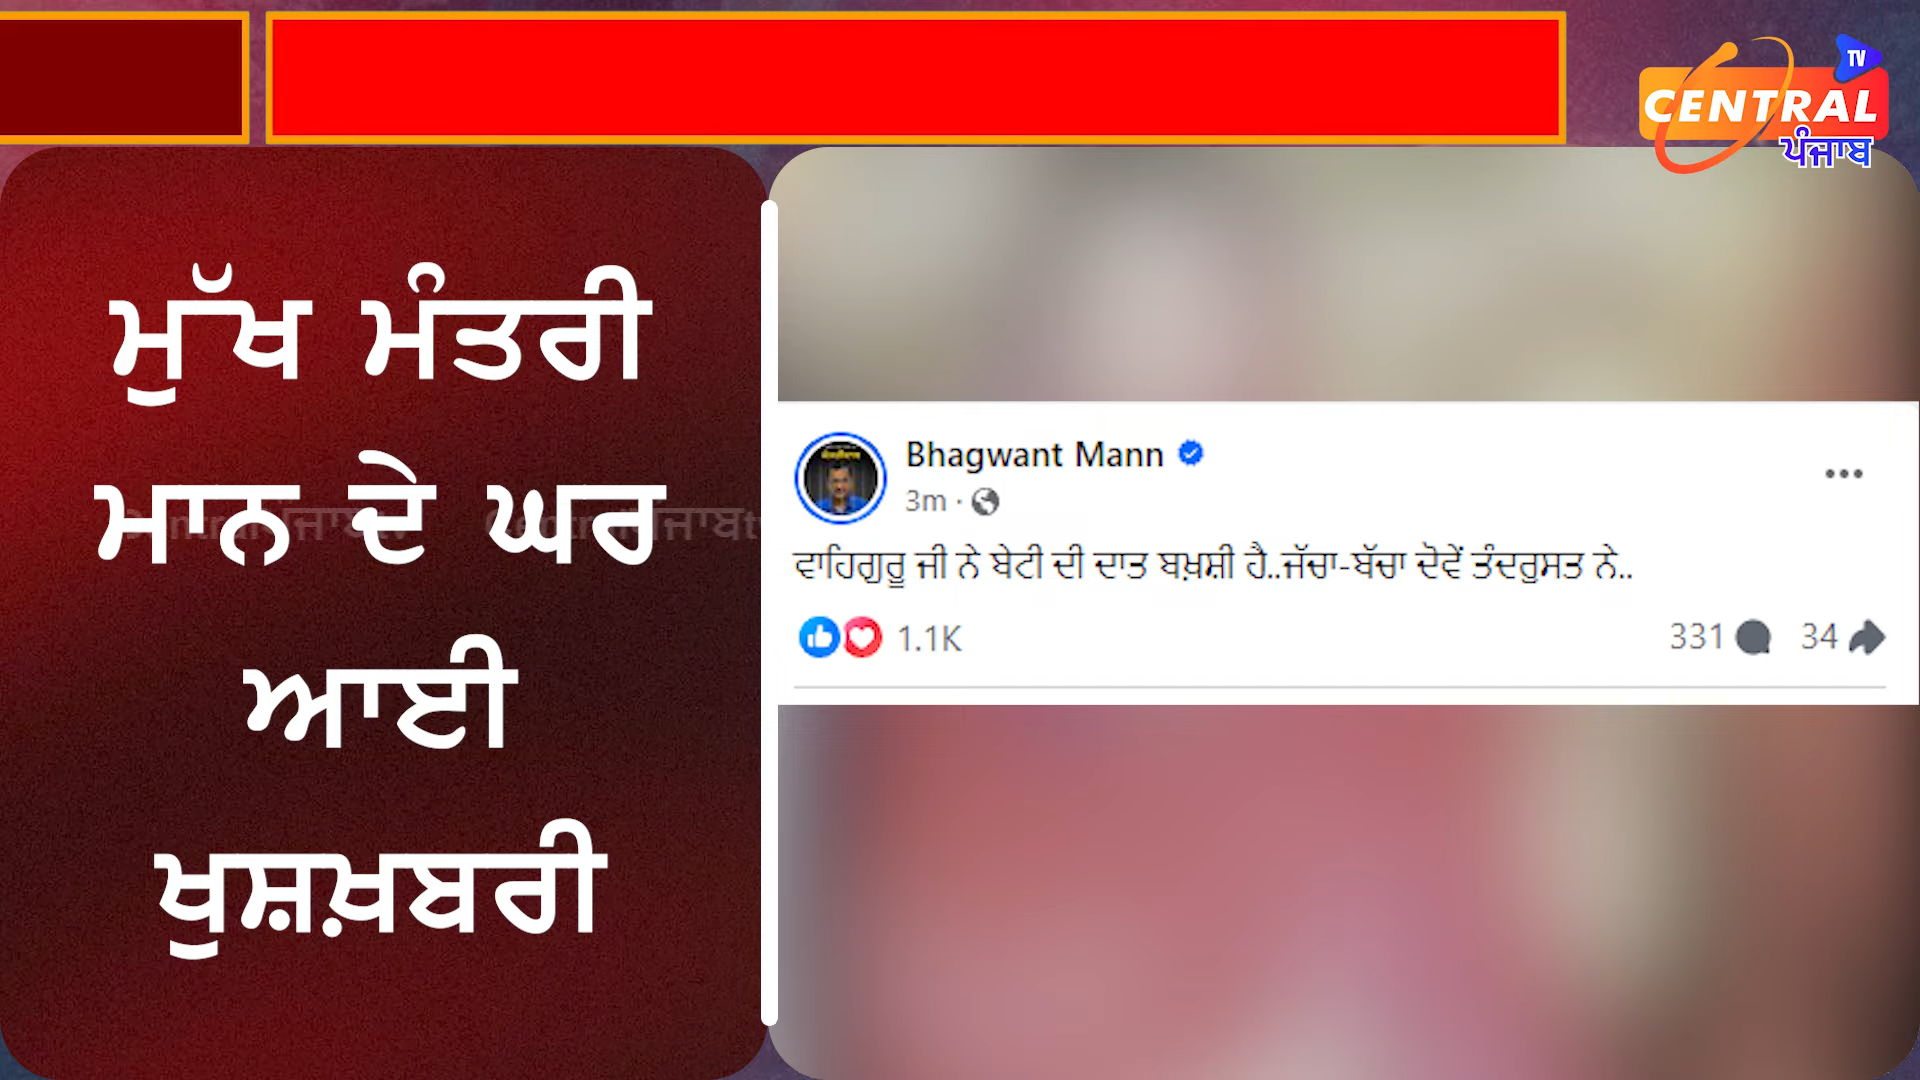 TV
CENTRAL
ਪੰਜਾਬ
ਮੁੱਖ ਮੰਤਰੀ
ਮਾਨ ਦੇ ਘਰ
ਆਈ
ਖੁਸ਼ਖ਼ਬਰੀ
Bhagwant Mann
3m ·
ਵਾਹਿਗੁਰੂ ਜੀ ਨੇ ਬੇਟੀ ਦੀ ਦਾਤ ਬਖ਼ਸ਼ੀ ਹੈ..ਜੱਚਾ-ਬੱਚਾ ਦੋਵੇਂ ਤੰਦਰੁਸਤ ਨੇ..
1.1K 331 34